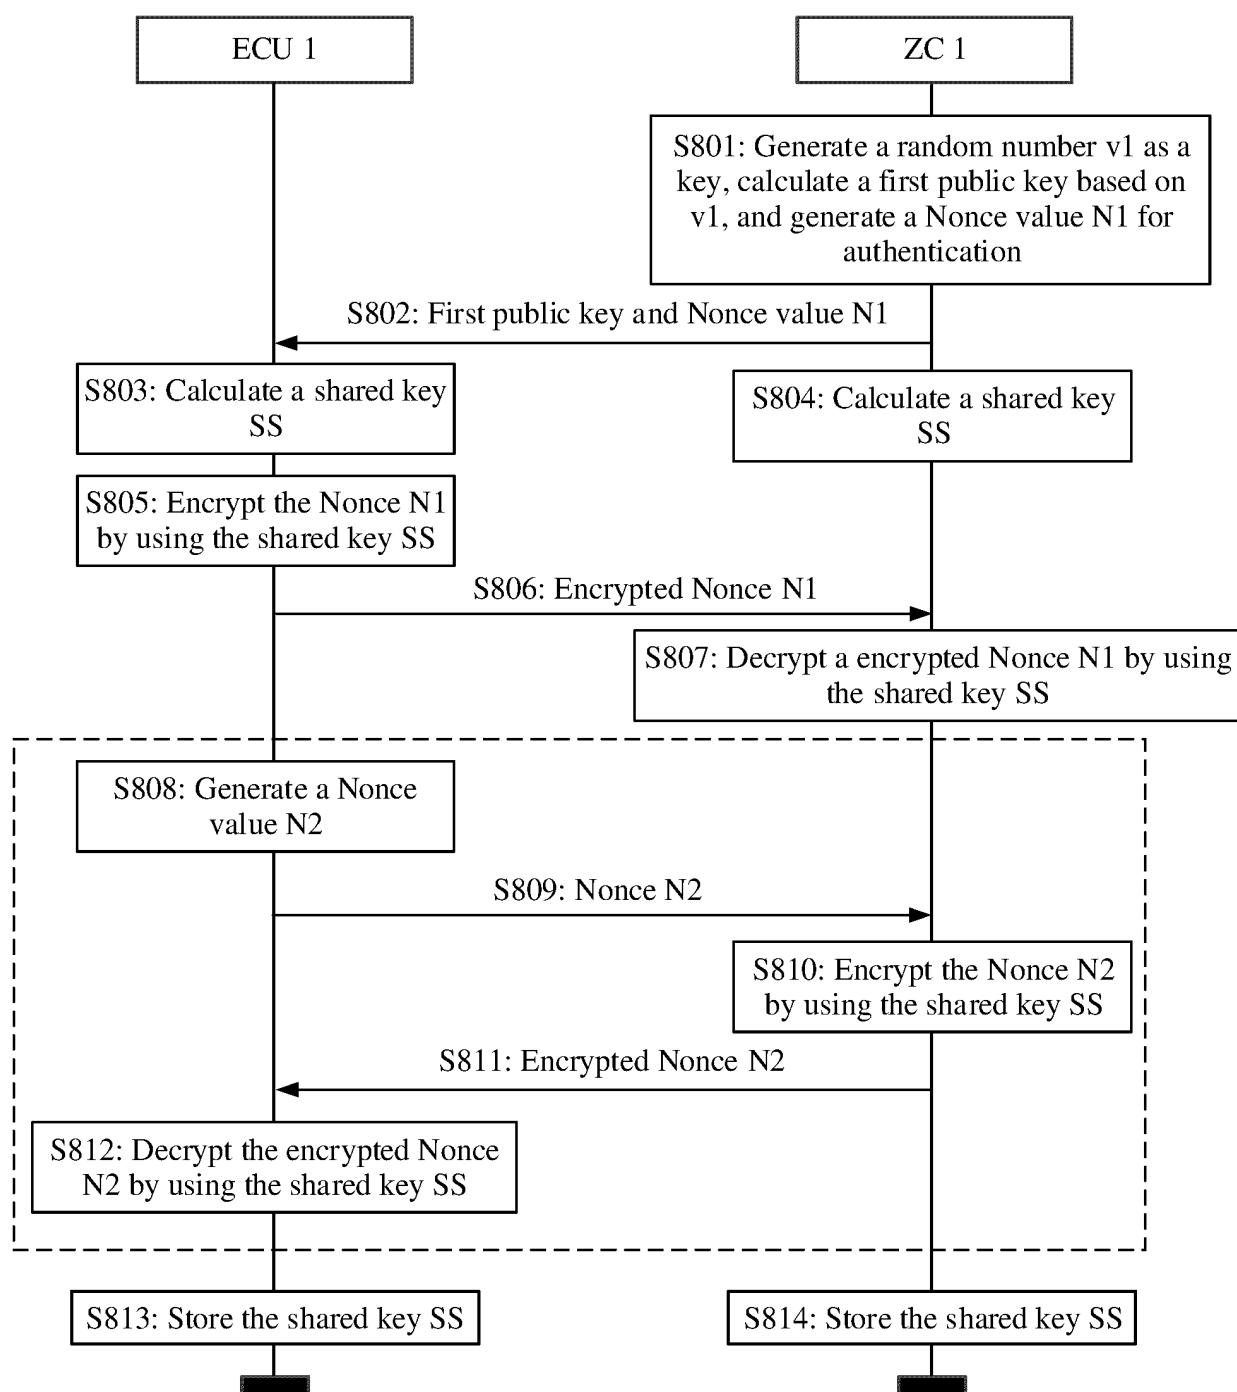 ECU 1
ZC 1
S801: Generate a random number v1 as a
key, calculate a first public key based on
v1, and generate a Nonce value N1 for
authentication
S802: First public key and Nonce value N1
S803: Calculate a shared key
SS
S804: Calculate a shared key
SS
S805: Encrypt the Nonce N1
by using the shared key SS
S806: Encrypted Nonce N1
S807: Decrypt a encrypted Nonce N1 by using
the shared key SS
S808: Generate a Nonce
value N2
S809: Nonce N2
S810: Encrypt the Nonce N2
by using the shared key SS
S811: Encrypted Nonce N2
S812: Decrypt the encrypted Nonce
N2 by using the shared key SS
S813: Store the shared key SS
S814: Store the shared key SS